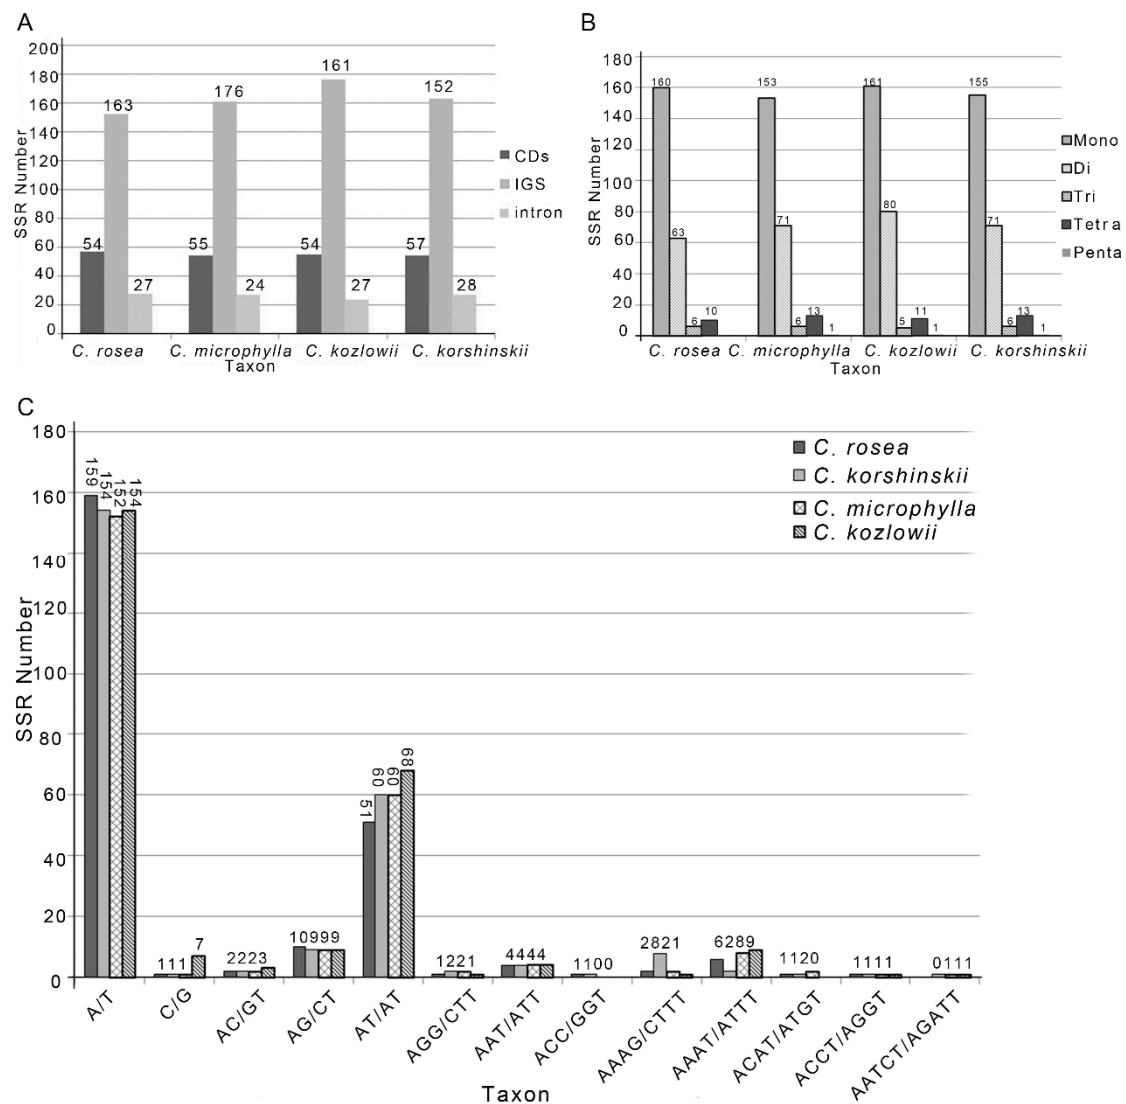 A
200
180
160
140
120
100
80
60
40
20
0
SSR Number
163
176
161
152
54
55
54
57
27
24
27
28
C. rosea
C. microphylla
C. kozlowii
C. korshinskii
Taxon
CDs
IGS
intron
B
180
160
140
120
100
80
60
40
20
0
SSR Number
160
153
161
155
63
71
80
71
6
10
6
13
1
5
11
1
6
13
1
C. rosea
C. microphylla
C. kozlowii
C. korshinskii
Taxon
Mono
Di
Tri
Tetra
Penta
C
180
160
140
120
100
80
60
40
20
0
SSR Number
C. rosea
C. korshinskii
C. microphylla
C. kozlowii
159
154
152
154
111
7
2223
10999
51
60
60
68
1221
4444
1100
2821
6289
1120
1111
0111
A/T
C/G
AC/GT
AG/CT
AT/AT
AGG/CTT
AAT/ATT
ACC/GGT
AAAG/CTTT
AAAT/ATTT
ACAT/ATGT
ACCT/AGGT
AATCT/AGATT
Taxon